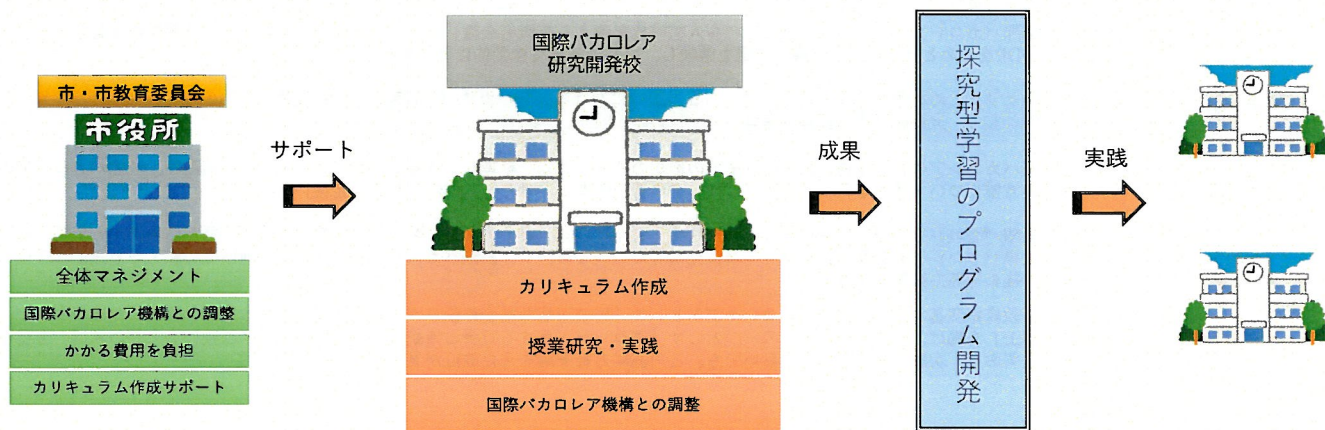 市・市教育委員会
市役所
全体マネジメント
国際バカロレア機構との調整
かかる費用を負担
カリキュラム作成サポート
サポート
国際バカロレア
研究開発校
カリキュラム作成
授業研究・実践
国際バカロレア機構との調整
成果
探究型学習のプログラム開発
実践